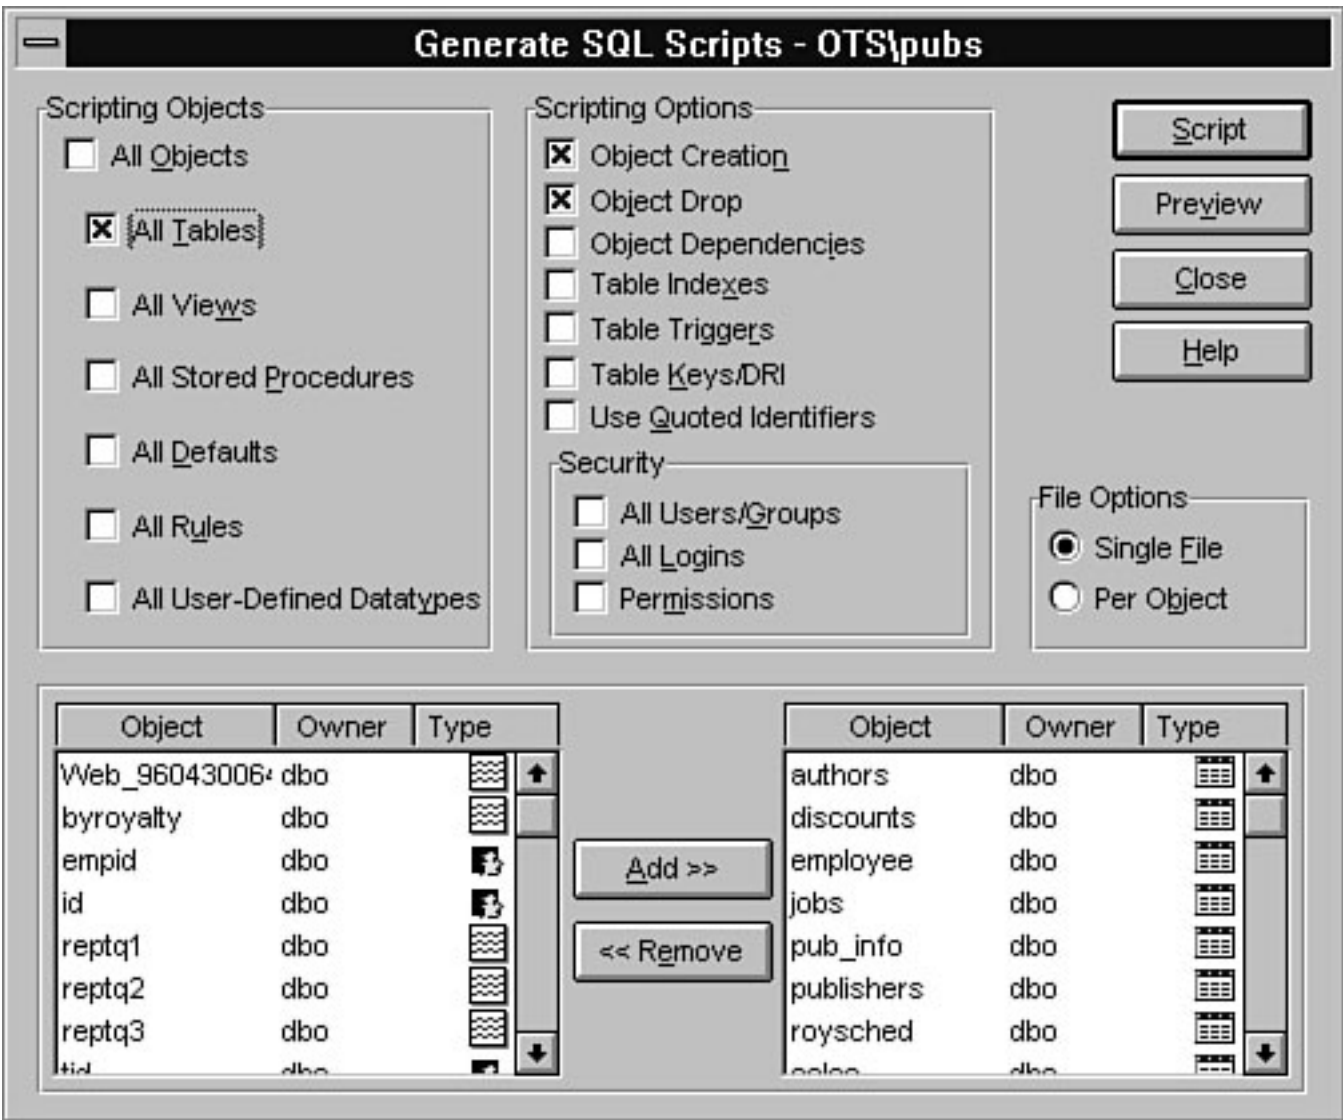 Generate SQL Scripts - OTS\pubs
Scripting Objects
All Objects
All Tables
All Views
All Stored Procedures
All Defaults
All Rules
All User-Defined Datatypes
Scripting Options
Object Creation
Object Drop
Object Dependencies
Table Indexes
Table Triggers
Table Keys/DRI
Use Quoted Identifiers
Security
All Users/Groups
All Logins
Permissions
Script
Preview
Close
Help
File Options
Single File
Per Object
Object Owner Type
Web_96043006 dbo
byroyalty dbo
empid dbo
id dbo
reptq1 dbo
reptq2 dbo
reptq3 dbo
Add >>
<< Remove
Object Owner Type
authors dbo
discounts dbo
employee dbo
jobs dbo
pub_info dbo
publishers dbo
roysched dbo